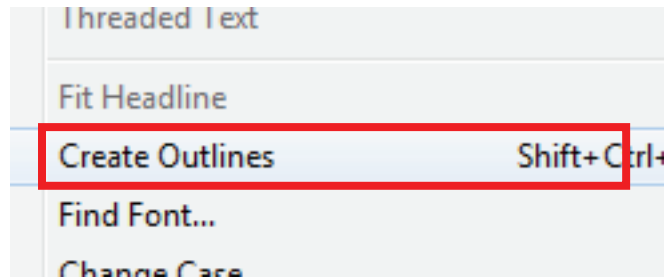 Threaded Text
Fit Headline
Create Outlines Shift+Ctrl+
Find Font...
Change Case